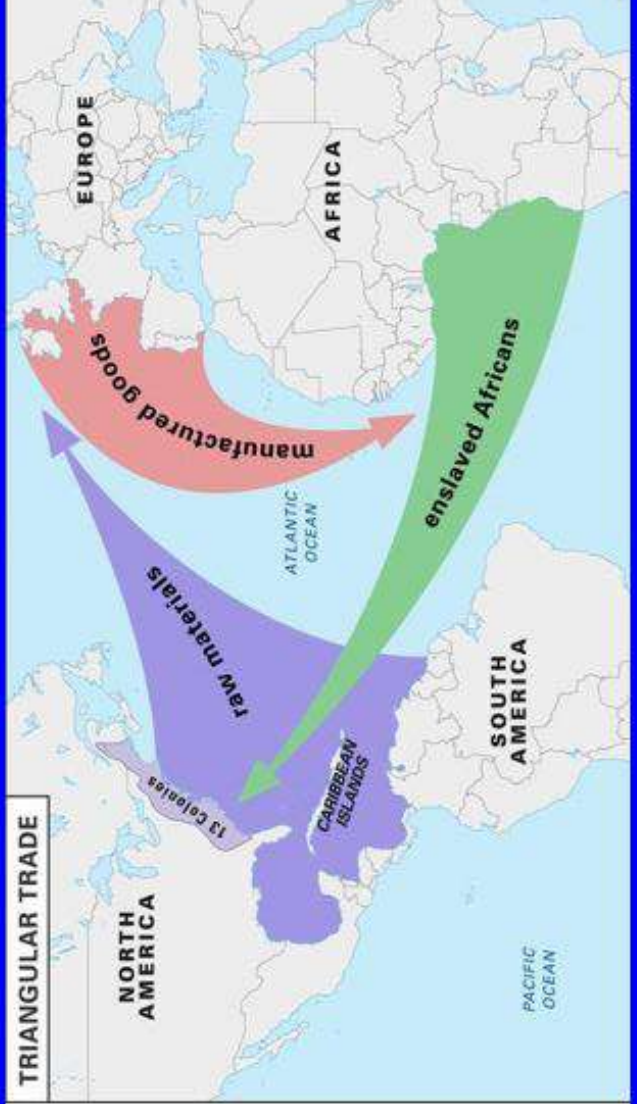 TRIANGULAR TRADE
NORTH
AMERICA
13 Colonies
raw materials
manufactured goods
EUROPE
ATLANTIC
OCEAN
AFRICA
CARIBBEAN
ISLANDS
enslaved Africans
SOUTH
AMERICA
PACIFIC
OCEAN